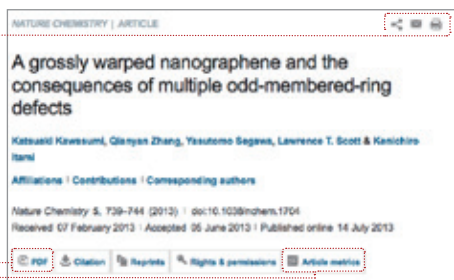 NATURE CHEMISTRY | ARTICLE
A grossly warped nanographene and the
consequences of multiple odd-membered-ring
defects
Katsuaki Kawasumi, Qianyan Zhang, Yasutomo Segawa, Lawrence T. Scott & Kenichiro
Itami
Affiliations | Contributions | Corresponding authors
Nature Chemistry 5, 739–744 (2013) | doi:10.1038/nchem.1704
Received 07 February 2013 | Accepted 05 June 2013 | Published online 14 July 2013
PDF Citation Reprints Rights & permissions Article metrics